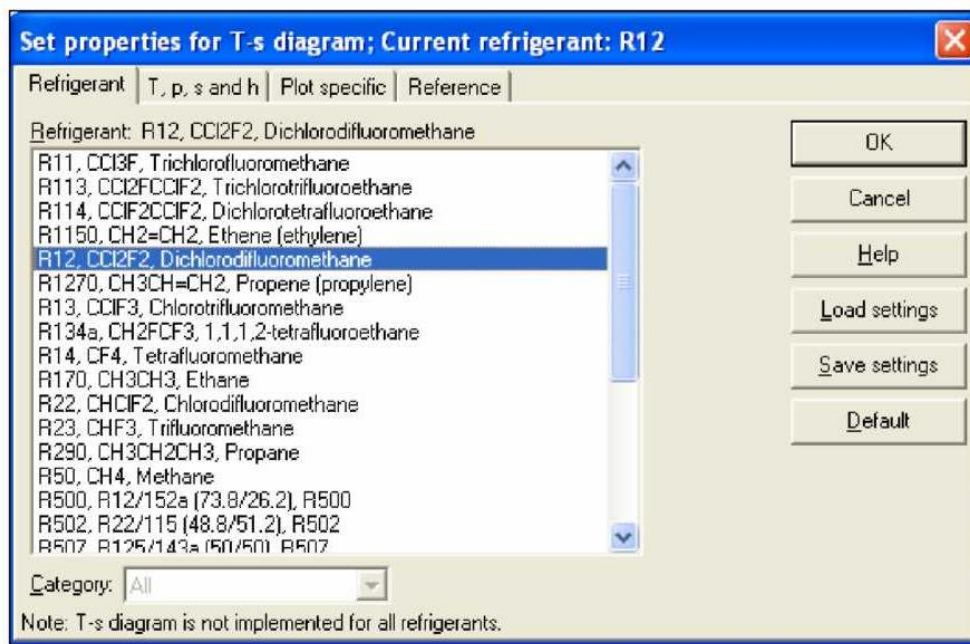 Set properties for T-s diagram; Current refrigerant: R12
Refrigerant T, p, s and h Plot specific Reference
Refrigerant: R12, CCl2F2, Dichlorodifluoromethane
R11, CCl3F, Trichlorofluoromethane
R113, CCl2FCClF2, Trichlorotrifluoroethane
R114, CClF2CClF2, Dichlorotetrafluoroethane
R1150, CH2=CH2, Ethene (ethylene)
R12, CCl2F2, Dichlorodifluoromethane
R1270, CH3CH=CH2, Propene (propylene)
R13, CClF3, Chlorotrifluoromethane
R134a, CH2FCF3, 1,1,1,2-tetrafluoroethane
R14, CF4, Tetrafluoromethane
R170, CH3CH3, Ethane
R22, CHClF2, Chlorodifluoromethane
R23, CHF3, Trifluoromethane
R290, CH3CH2CH3, Propane
R50, CH4, Methane
R500, R12/152a (73.8/26.2), R500
R502, R22/115 (48.8/51.2), R502
R507, R125/143a (50/50), R507
OK
Cancel
Help
Load settings
Save settings
Default
Category: All
Note: T-s diagram is not implemented for all refrigerants.